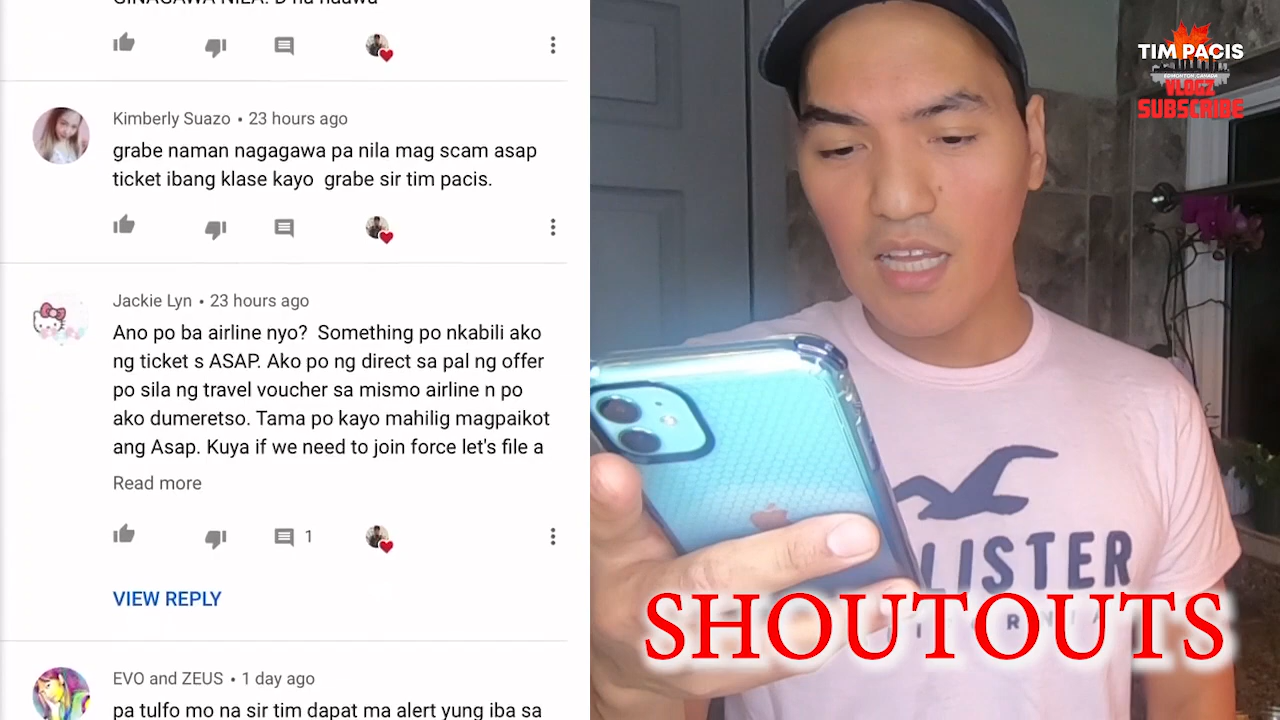 Kimberly Suazo • 23 hours ago
grabe naman nagagawa pa nila mag scam asap
ticket ibang klase kayo grabe sir tim pacis.
Jackie Lyn • 23 hours ago
Ano po ba airline nyo? Something po nkabili ako
ng ticket s ASAP. Ako po ng direct sa pal ng offer
po sila ng travel voucher sa mismo airline n po
ako dumeretso. Tama po kayo mahilig magpaikot
ang Asap. Kuya if we need to join force let's file a
Read more
1
VIEW REPLY
EVO and ZEUS • 1 day ago
pa tulfo mo na sir tim dapat ma alert yung iba sa
TIM PACIS
EDMONTON, CANADA
VLOGZ
SUBSCRIBE
LISTER
SHOUTOUTS